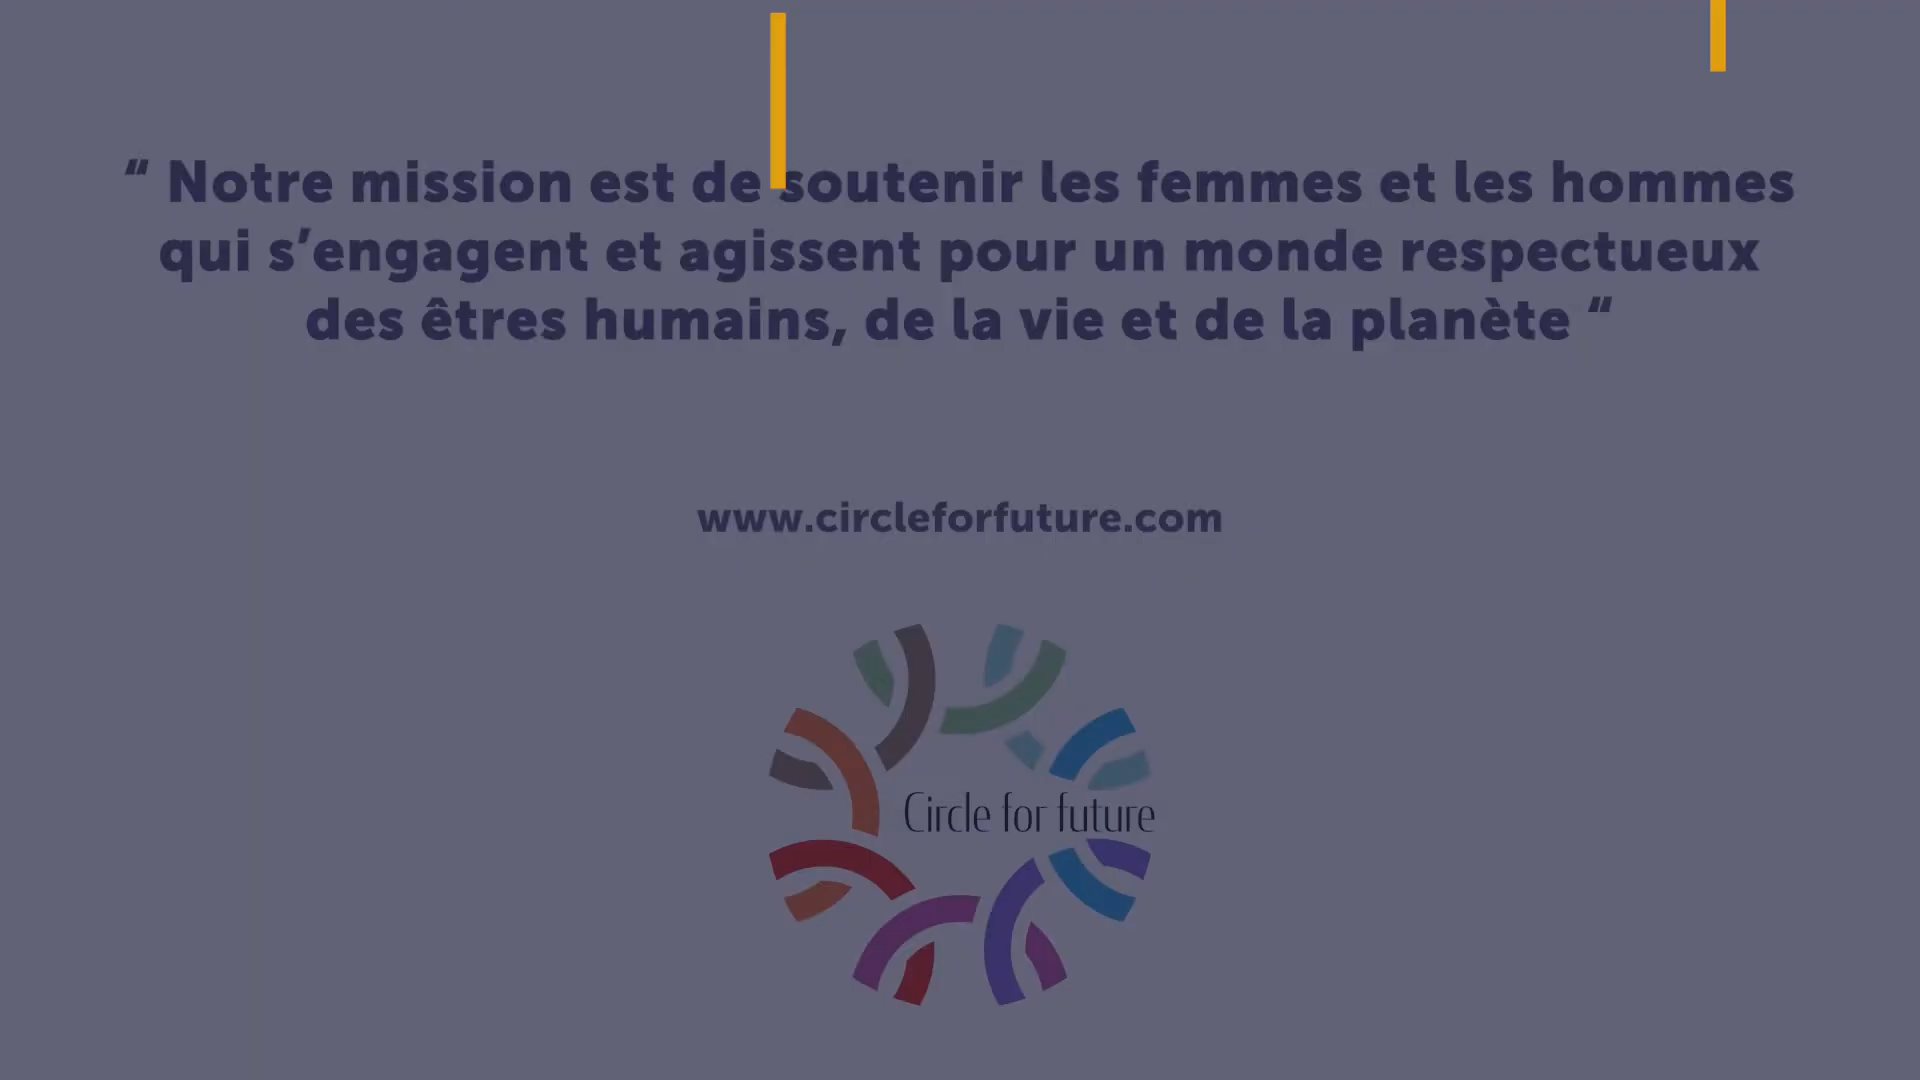 “ Notre mission est de soutenir les femmes et les hommes
qui s’engagent et agissent pour un monde respectueux
des êtres humains, de la vie et de la planète “
www.circleforfuture.com
Circle for future